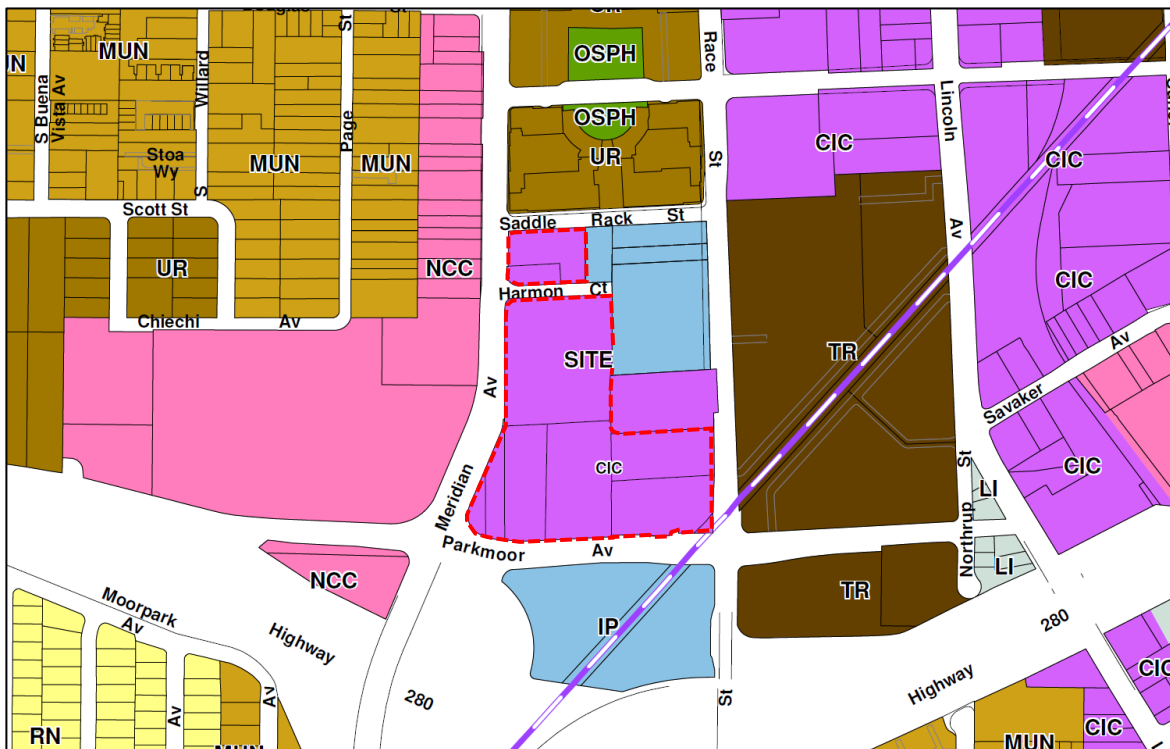 St
MUN
OSPH
Race
S Buena
Vista Av
Willard
Lincoln
OSPH
Page
CIC
CIC
Stoa
Wy
MUN
MUN
UR
St
S
Scott St
Saddle Rack St
Av
UR
NCC
CIC
Harmon Ct
Chiechi Av
SITE
TR
Av
Av
Savaker
CIC
CIC
St
LI
Meridian
Parkmoor Av
Northrup
LI
NCC
TR
Moorpark
Av
IP
280
Highway
CIC
Highway
280
Av
Av
St
RN
CIC
MUN